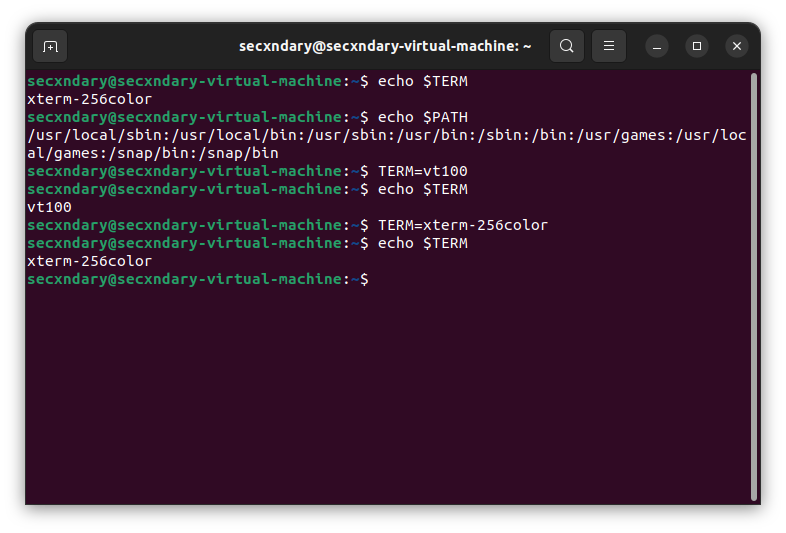 secxndary@secxndary-virtual-machine: ~
secxndary@secxndary-virtual-machine:~$ echo $TERM
xterm-256color
secxndary@secxndary-virtual-machine:~$ echo $PATH
/usr/local/sbin:/usr/local/bin:/usr/sbin:/usr/bin:/sbin:/bin:/usr/games:/usr/loc
al/games:/snap/bin:/snap/bin
secxndary@secxndary-virtual-machine:~$ TERM=vt100
secxndary@secxndary-virtual-machine:~$ echo $TERM
vt100
secxndary@secxndary-virtual-machine:~$ TERM=xterm-256color
secxndary@secxndary-virtual-machine:~$ echo $TERM
xterm-256color
secxndary@secxndary-virtual-machine:~$